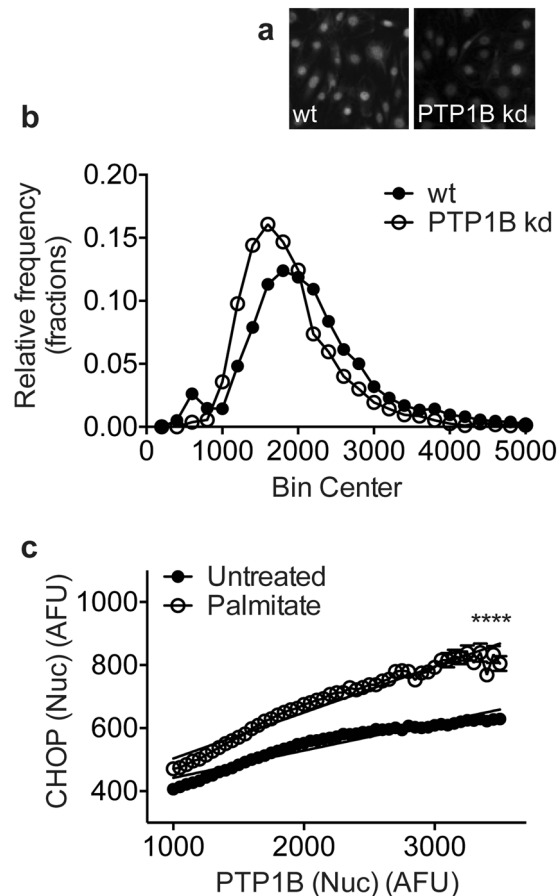 a
wt
PTP1B kd
b
Relative frequency
(fractions)
0.20
0.15
0.10
0.05
0.00
wt
PTP1B kd
0 1000 2000 3000 4000 5000
Bin Center
c
CHOP (Nuc) (AFU)
Untreated
Palmitate
1000
800
600
400
****
1000 2000 3000
PTP1B (Nuc) (AFU)